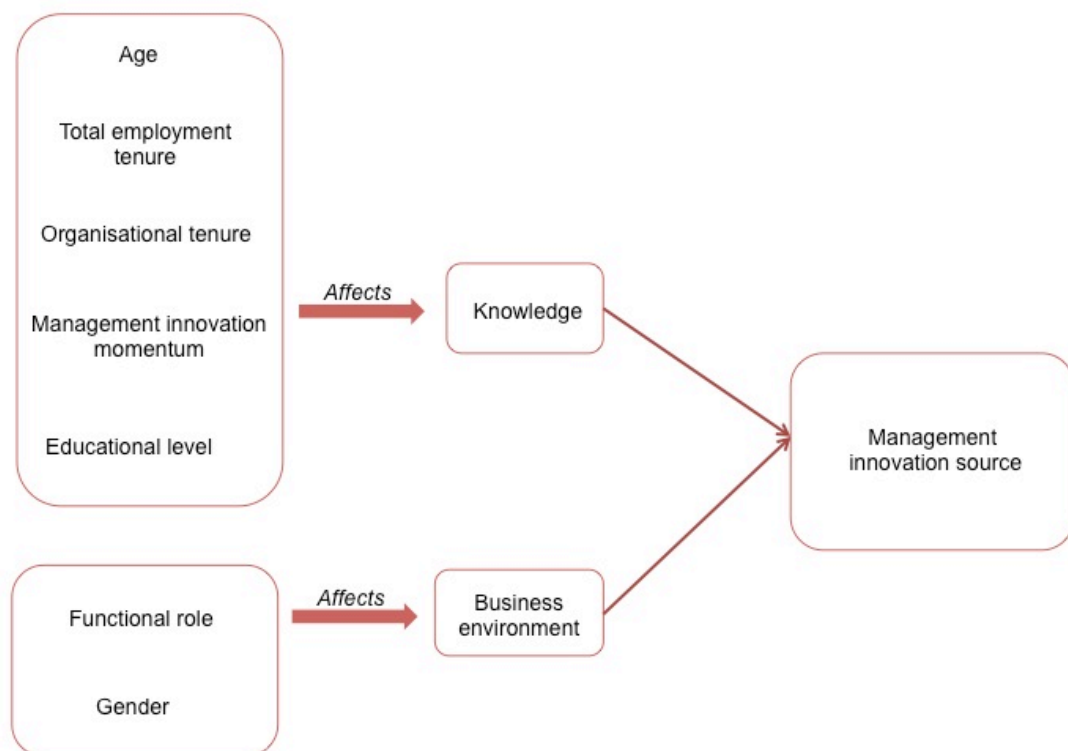 Age
Total employment
tenure
Organisational tenure
Management innovation
momentum
Educational level
Affects
Knowledge
Management
innovation source
Functional role
Gender
Affects
Business
environment